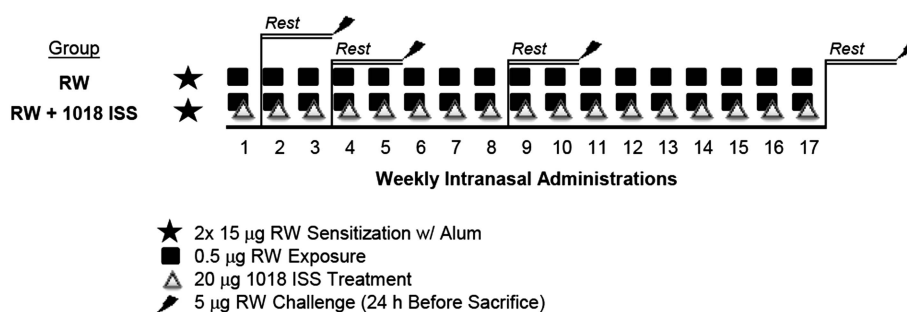 Rest
Rest
Rest
Rest
Group
RW
RW + 1018 ISS
1 2 3 4 5 6 7 8 9 10 11 12 13 14 15 16 17
Weekly Intranasal Administrations
2x 15 µg RW Sensitization w/ Alum
0.5 µg RW Exposure
20 µg 1018 ISS Treatment
5 µg RW Challenge (24 h Before Sacrifice)